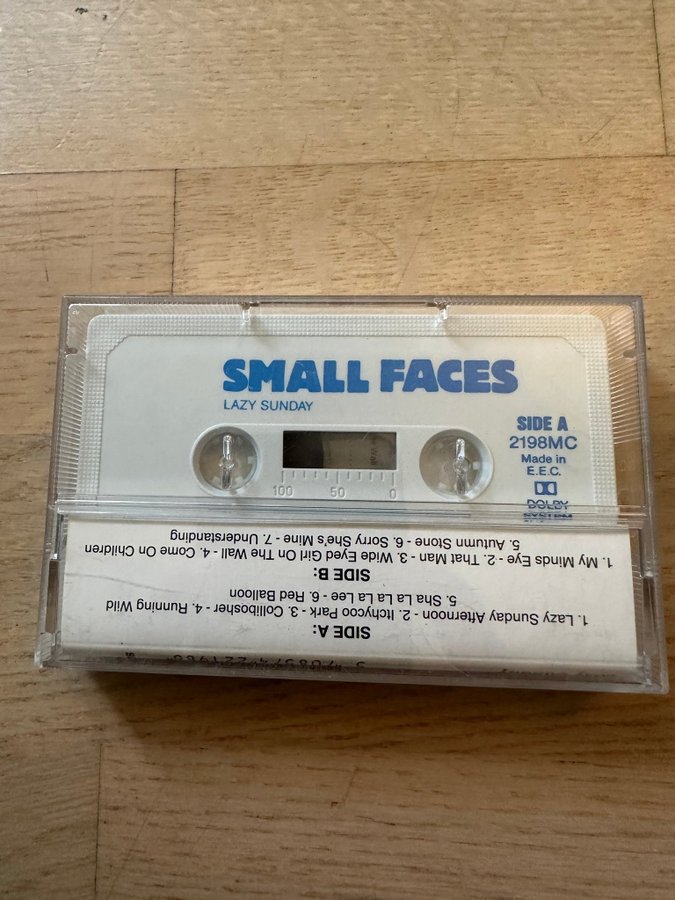 SMALL FACES
LAZY SUNDAY
SIDE A
2198MC
Made in
E.E.C.
DOLBY
SYSTEM
100 50 0
SIDE A:
1. Lazy Sunday Afternoon - 2. Itchycoo Park - 3. Collibosher - 4. Running Wild
5. Sha La La La Lee - 6. Red Balloon
SIDE B:
1. My Minds Eye - 2. That Man - 3. Wide Eyed Girl On The Wall - 4. Come On Children
5. Autumn Stone - 6. Sorry She's Mine - 7. Understanding